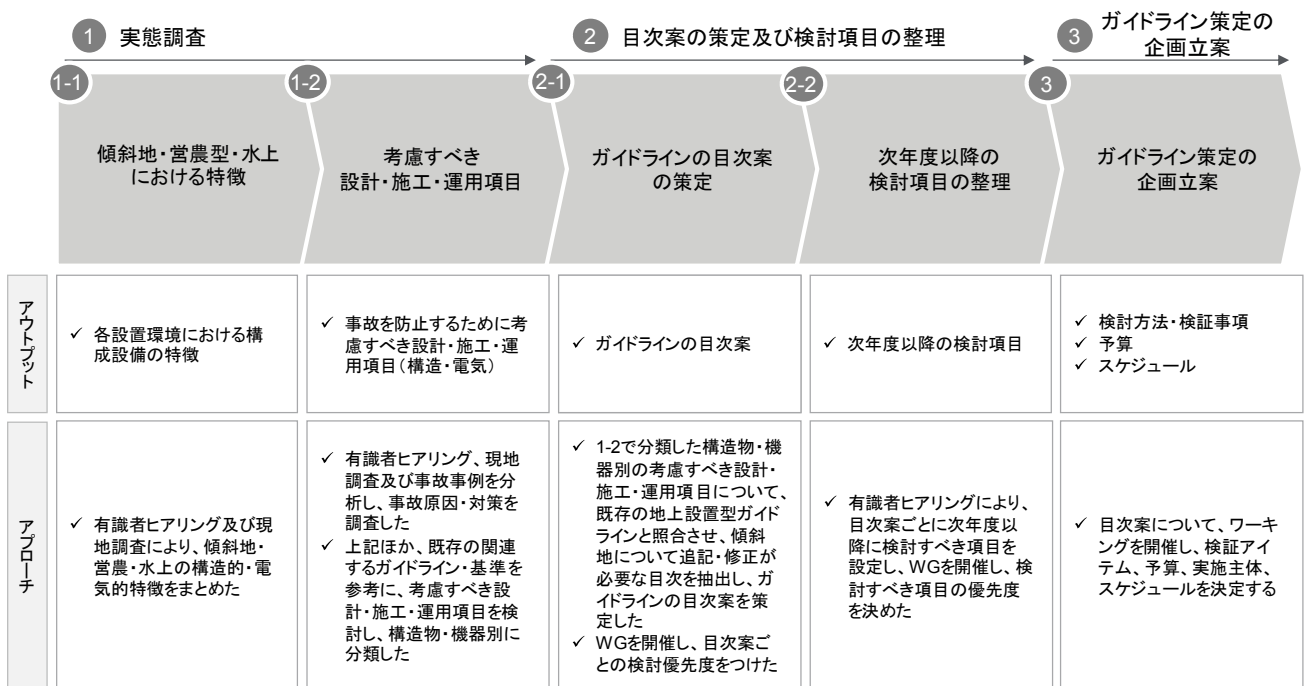 1 実態調査
2 目次案の策定及び検討項目の整理
3 ガイドライン策定の
企画立案
1-1
1-2
2-1
2-2
3
傾斜地・営農型・水上
における特徴
考慮すべき
設計・施工・運用項目
ガイドラインの目次案
の策定
次年度以降の
検討項目の整理
ガイドライン策定の
企画立案
アウトプット
✓ 各設置環境における構
成設備の特徴
✓ 事故を防止するために考
慮すべき設計・施工・運
用項目(構造・電気)
✓ ガイドラインの目次案
✓ 次年度以降の検討項目
✓ 検討方法・検証事項
✓ 予算
✓ スケジュール
アプローチ
✓ 有識者ヒアリング及び現
地調査により、傾斜地・
営農・水上の構造的・電
気的特徴をまとめた
✓ 有識者ヒアリング、現地
調査及び事故事例を分
析し、事故原因・対策を
調査した
✓ 上記ほか、既存の関連
するガイドライン・基準を
参考に、考慮すべき設
計・施工・運用項目を検
討し、構造物・機器別に
分類した
✓ 1-2で分類した構造物・機
器別の考慮すべき設計・
施工・運用項目について、
既存の地上設置型ガイド
ラインと照合させ、傾斜
地について追記・修正が
必要な目次を抽出し、ガ
イドラインの目次案を策
定した
✓ WGを開催し、目次案ご
との検討優先度をつけた
✓ 有識者ヒアリングにより、
目次案ごとに次年度以
降に検討すべき項目を
設定し、WGを開催し、検
討すべき項目の優先度
を決めた
✓ 目次案について、ワーキ
ングを開催し、検証アイ
テム、予算、実施主体、
スケジュールを決定する